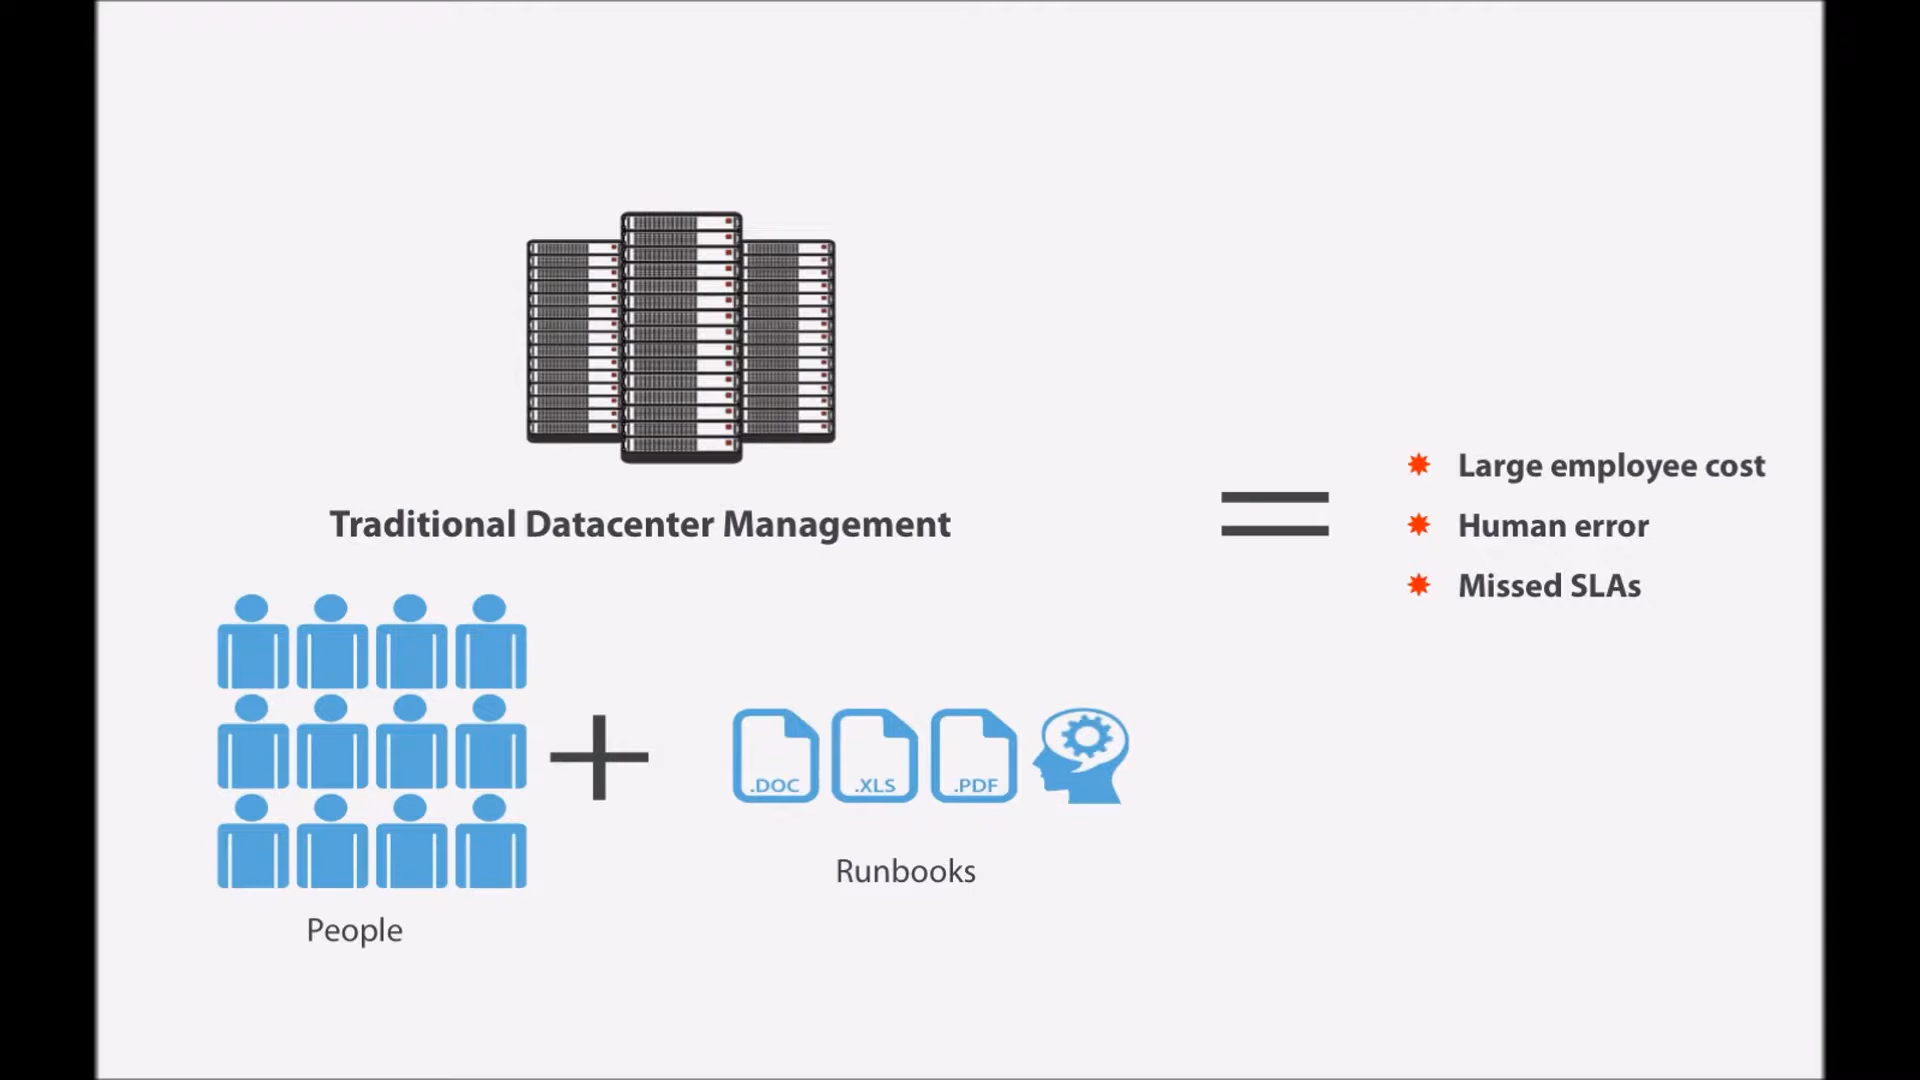 Traditional Datacenter Management
People
.DOC
.XLS
.PDF
Runbooks
Large employee cost
Human error
Missed SLAs